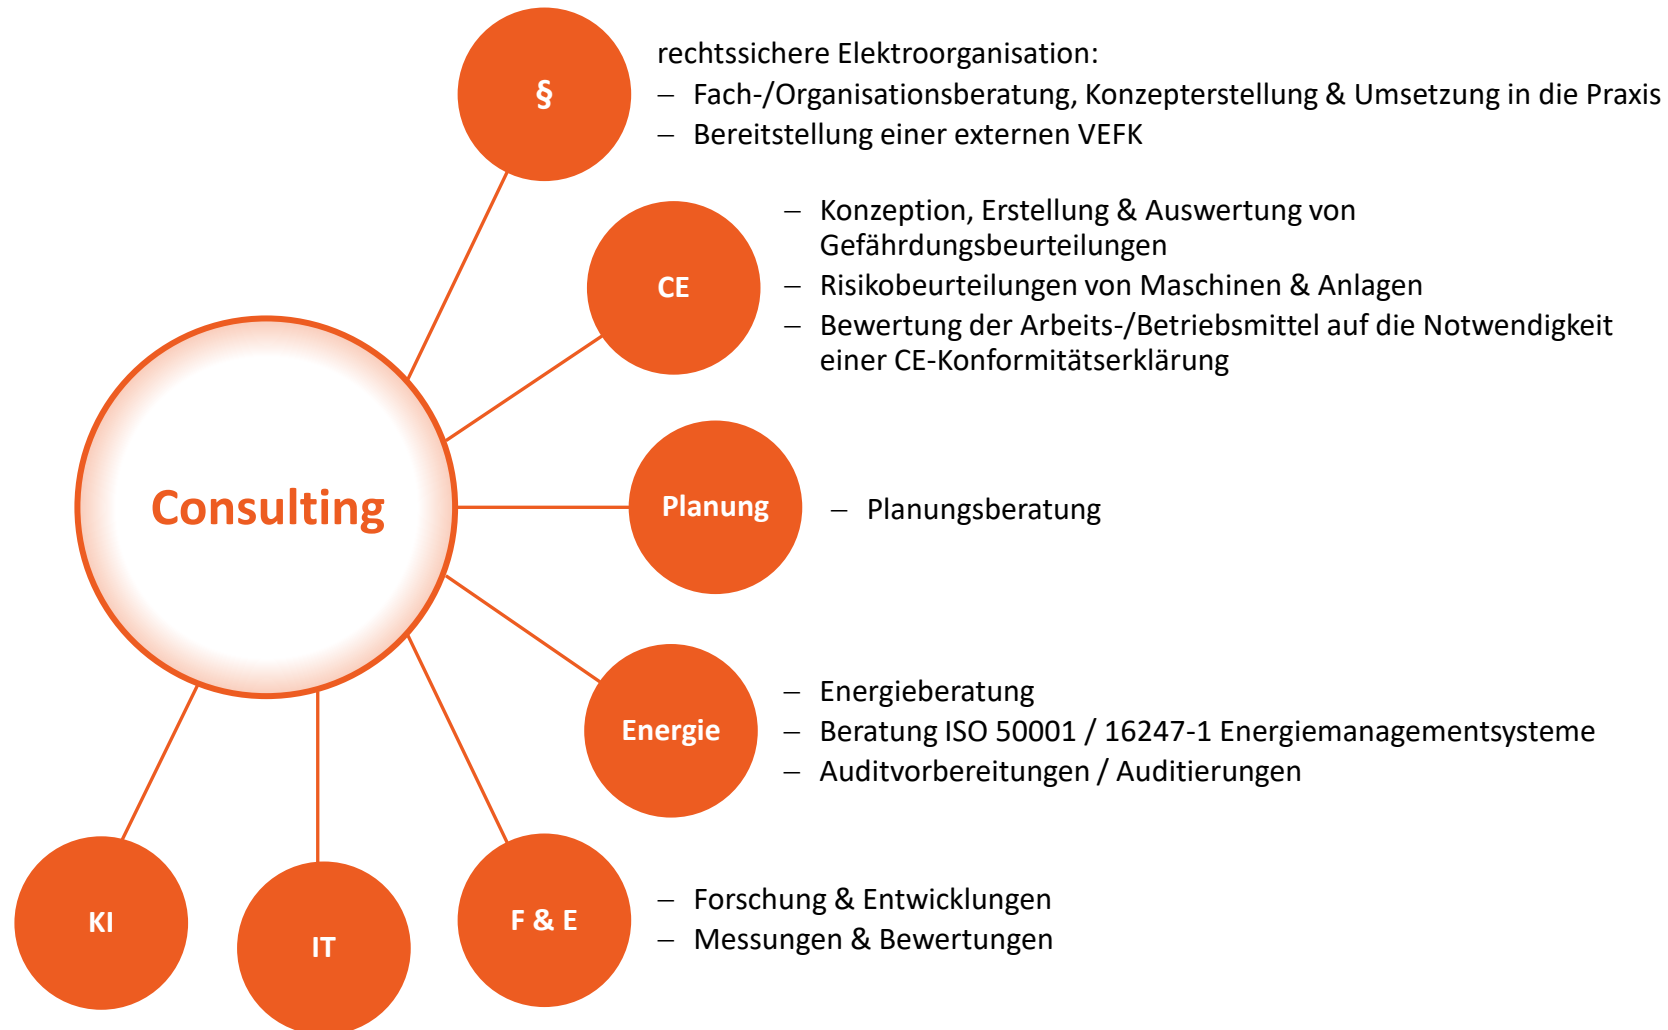 §
rechtssichere Elektroorganisation:
– Fach-/Organisationsberatung, Konzepterstellung & Umsetzung in die Praxis
– Bereitstellung einer externen VEFK
CE
– Konzeption, Erstellung & Auswertung von
Gefährdungsbeurteilungen
– Risikobeurteilungen von Maschinen & Anlagen
– Bewertung der Arbeits-/Betriebsmittel auf die Notwendigkeit
einer CE-Konformitätserklärung
Consulting
Planung
– Planungsberatung
Energie
– Energieberatung
– Beratung ISO 50001 / 16247-1 Energiemanagementsysteme
– Auditvorbereitungen / Auditierungen
KI
IT
F & E
– Forschung & Entwicklungen
– Messungen & Bewertungen